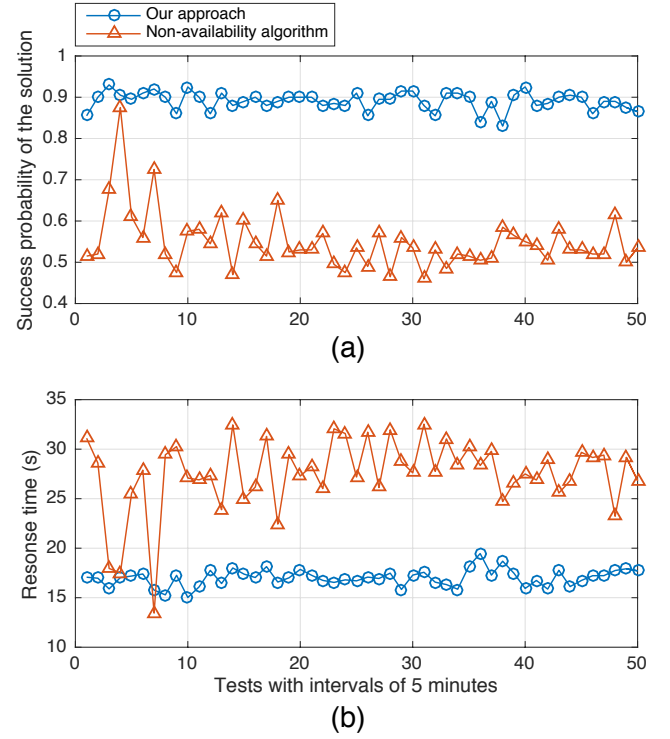 Our approach
Non-availability algorithm
Success probability of the solution
1
0.9
0.8
0.7
0.6
0.5
0.4
0 10 20 30 40 50
(a)
Resonse time (s)
35
30
25
20
15
10
0 10 20 30 40 50
Tests with intervals of 5 minutes
(b)